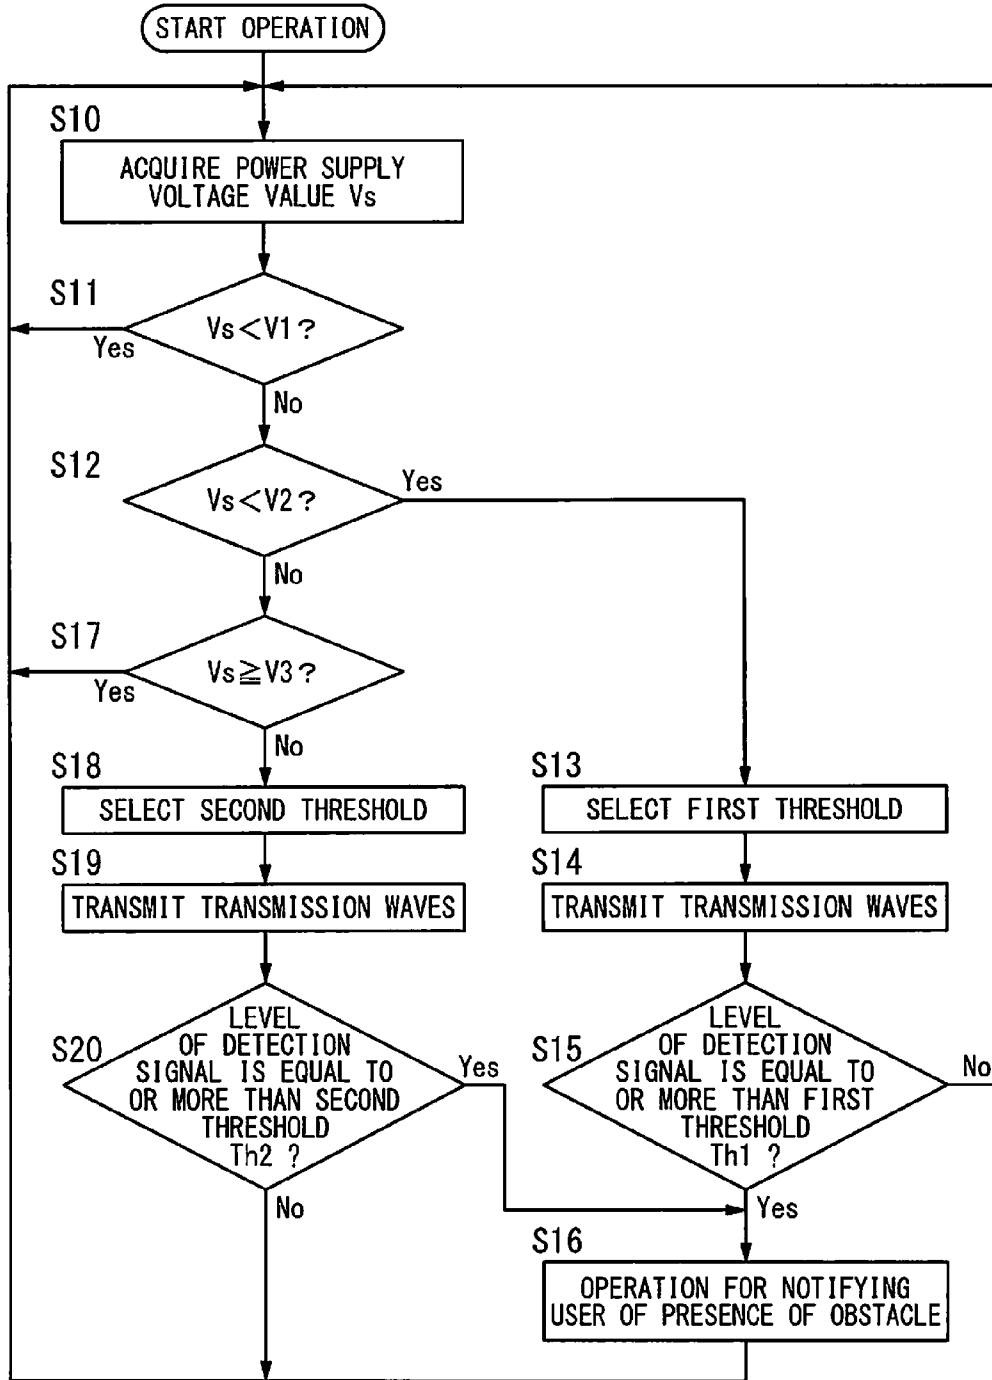 START OPERATION
S10
ACQUIRE POWER SUPPLY
VOLTAGE VALUE Vs
S11
Vs<V1?
Yes
No
S12
Vs<V2?
Yes
No
S17
Vs≧V3?
Yes
No
S18
SELECT SECOND THRESHOLD
S13
SELECT FIRST THRESHOLD
S19
TRANSMIT TRANSMISSION WAVES
S14
TRANSMIT TRANSMISSION WAVES
S20
LEVEL
OF DETECTION
SIGNAL IS EQUAL TO
OR MORE THAN SECOND
THRESHOLD
Th2 ?
Yes
No
S15
LEVEL
OF DETECTION
SIGNAL IS EQUAL TO
OR MORE THAN FIRST
THRESHOLD
Th1 ?
No
Yes
S16
OPERATION FOR NOTIFYING
USER OF PRESENCE OF OBSTACLE